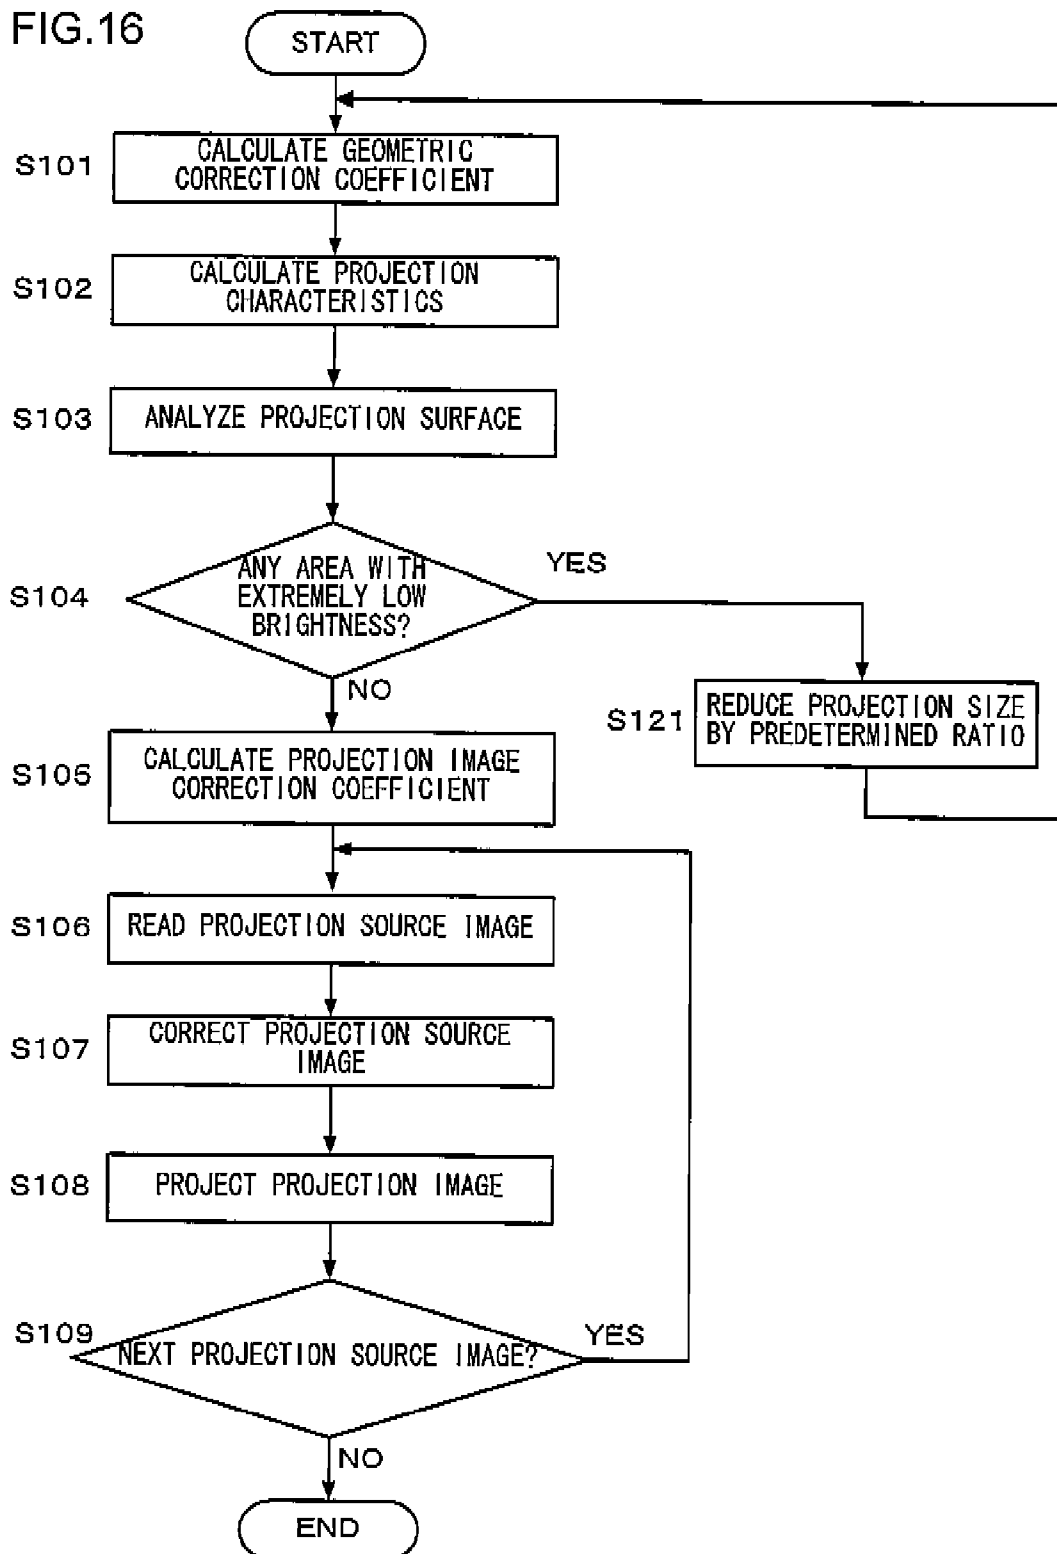 FIG.16
START
S101
CALCULATE GEOMETRIC
CORRECTION COEFFICIENT
S102
CALCULATE PROJECTION
CHARACTERISTICS
S103
ANALYZE PROJECTION SURFACE
S104
ANY AREA WITH
EXTREMELY LOW
BRIGHTNESS?
YES
NO
S121
REDUCE PROJECTION SIZE
BY PREDETERMINED RATIO
S105
CALCULATE PROJECTION IMAGE
CORRECTION COEFFICIENT
S106
READ PROJECTION SOURCE IMAGE
S107
CORRECT PROJECTION SOURCE
IMAGE
S108
PROJECT PROJECTION IMAGE
S109
NEXT PROJECTION SOURCE IMAGE?
YES
NO
END